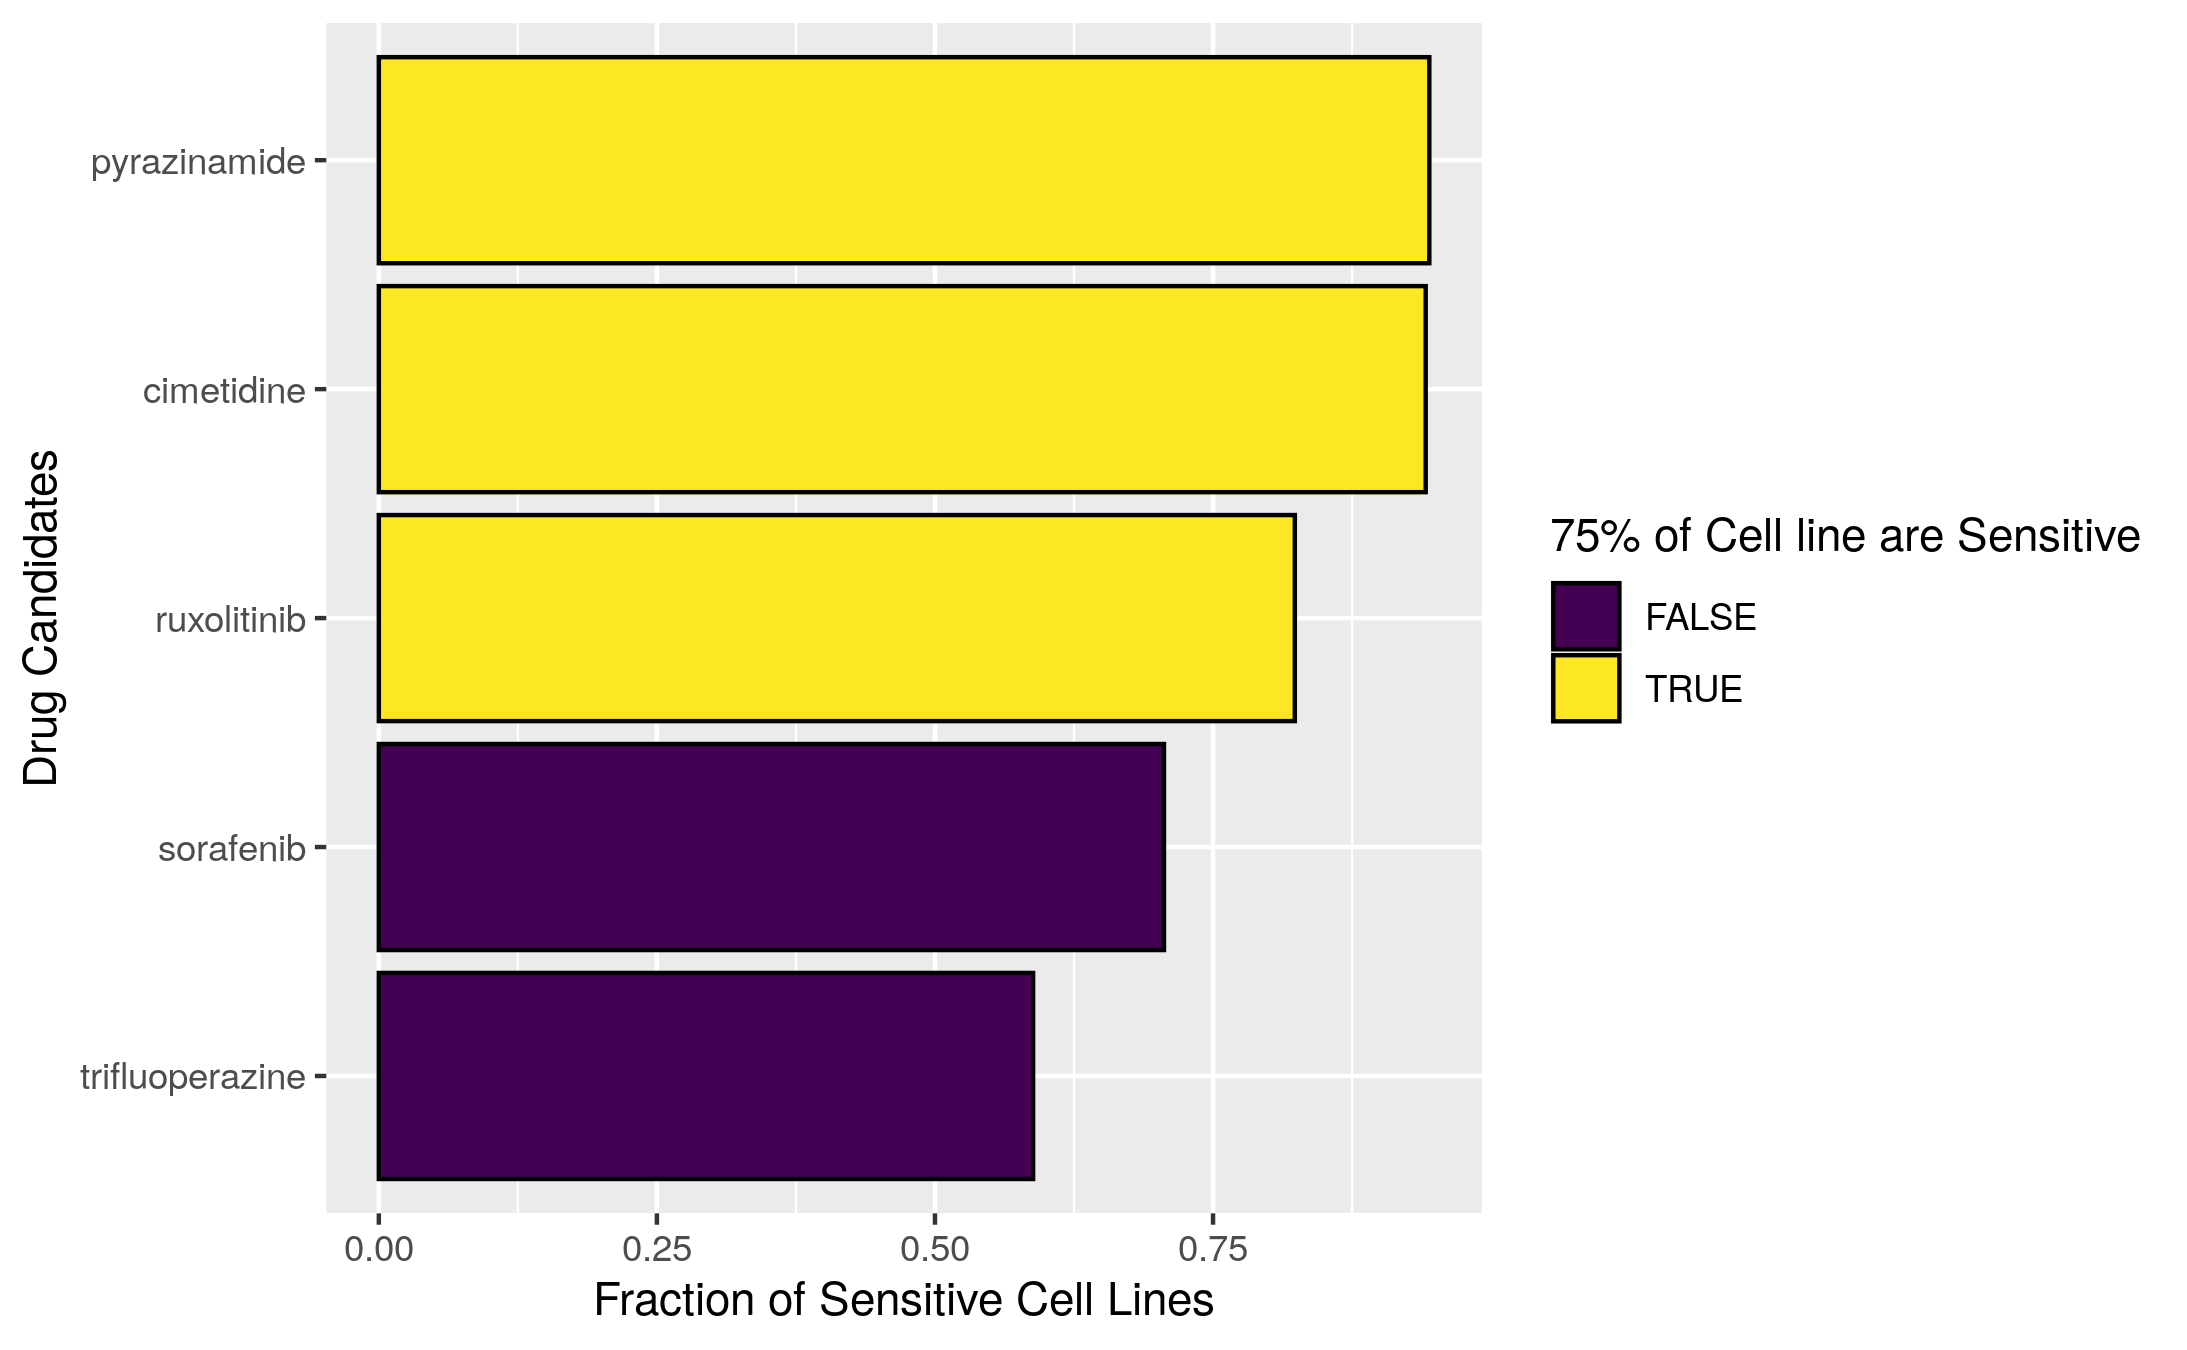 pyrazinamide
cimetidine
ruxolitinib
sorafenib
trifluoperazine
Drug Candidates
0.00 0.25 0.50 0.75
Fraction of Sensitive Cell Lines
75% of Cell line are Sensitive
FALSE
TRUE